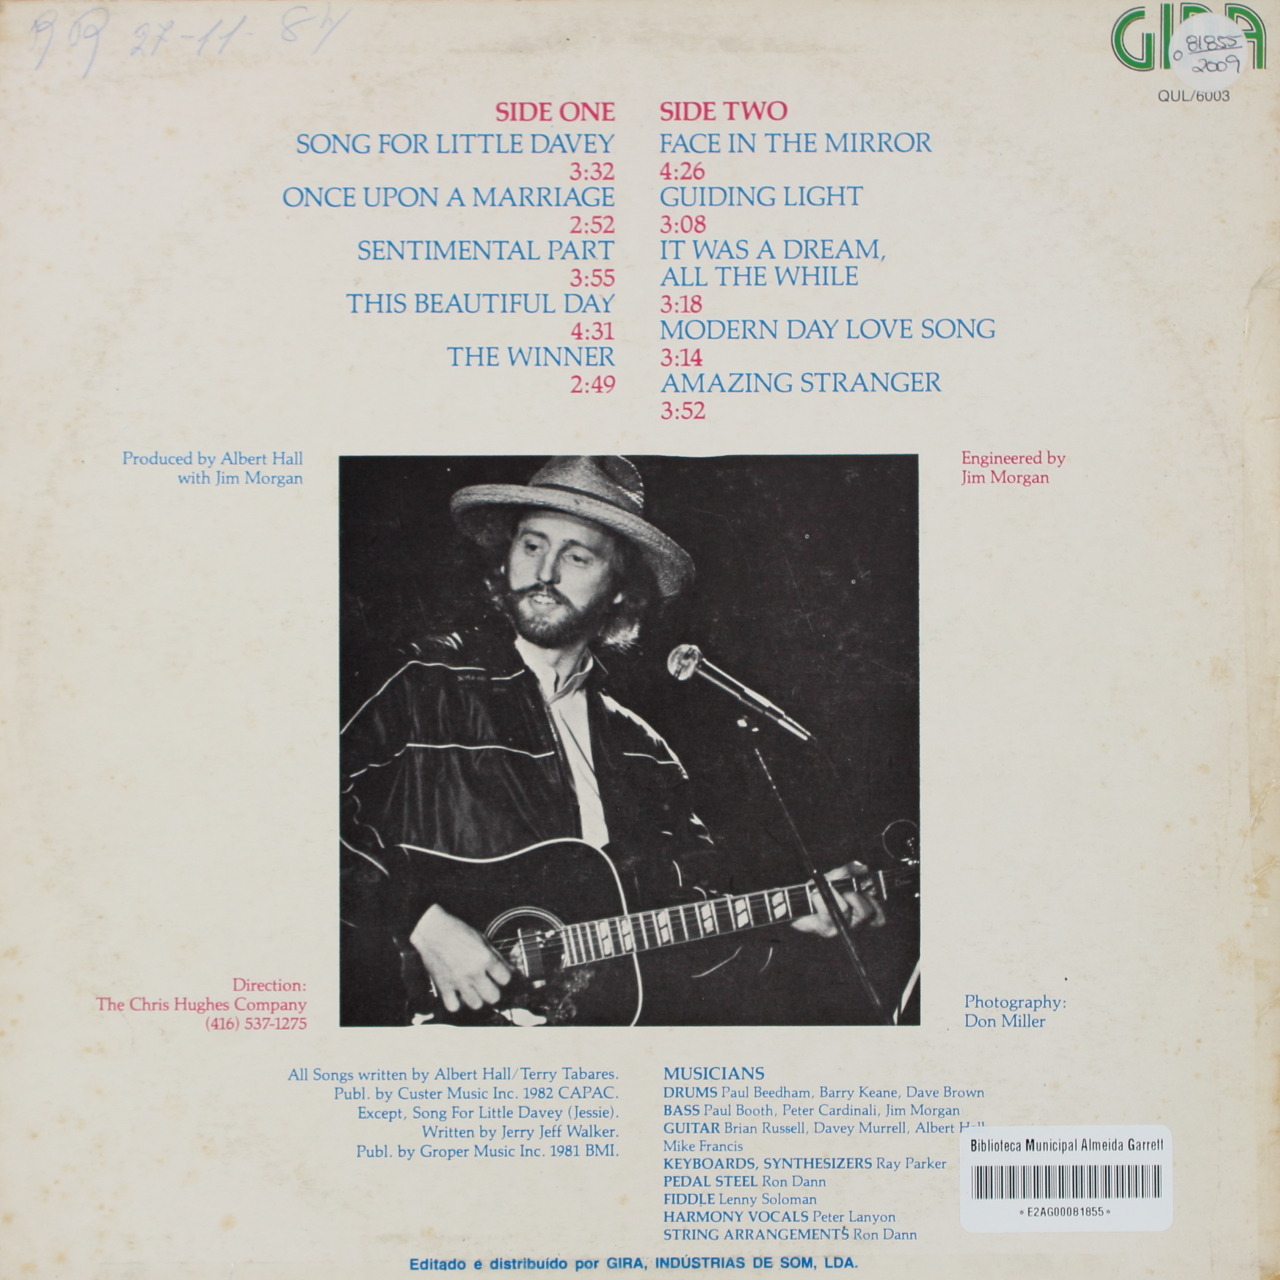 27-11-84
GIRA
81855
2009
QUL/6003
SIDE ONE
SONG FOR LITTLE DAVEY
3:32
ONCE UPON A MARRIAGE
2:52
SENTIMENTAL PART
3:55
THIS BEAUTIFUL DAY
4:31
THE WINNER
2:49
SIDE TWO
FACE IN THE MIRROR
4:26
GUIDING LIGHT
3:08
IT WAS A DREAM,
ALL THE WHILE
3:18
MODERN DAY LOVE SONG
3:14
AMAZING STRANGER
3:52
Produced by Albert Hall
with Jim Morgan
Engineered by
Jim Morgan
Direction:
The Chris Hughes Company
(416) 537-1275
Photography:
Don Miller
All Songs written by Albert Hall/Terry Tabares.
Publ. by Custer Music Inc. 1982 CAPAC.
Except, Song For Little Davey (Jessie).
Written by Jerry Jeff Walker.
Publ. by Groper Music Inc. 1981 BMI.
MUSICIANS
DRUMS Paul Beedham, Barry Keane, Dave Brown
BASS Paul Booth, Peter Cardinali, Jim Morgan
GUITAR Brian Russell, Davey Murrell, Albert Hall
Mike Francis
KEYBOARDS, SYNTHESIZERS Ray Parker
PEDAL STEEL Ron Dann
FIDDLE Lenny Soloman
HARMONY VOCALS Peter Lanyon
STRING ARRANGEMENTS Ron Dann
Biblioteca Municipal Almeida Garrett
*E2AG00081855*
Editado e distribuído por GIRA, INDÚSTRIAS DE SOM, LDA.